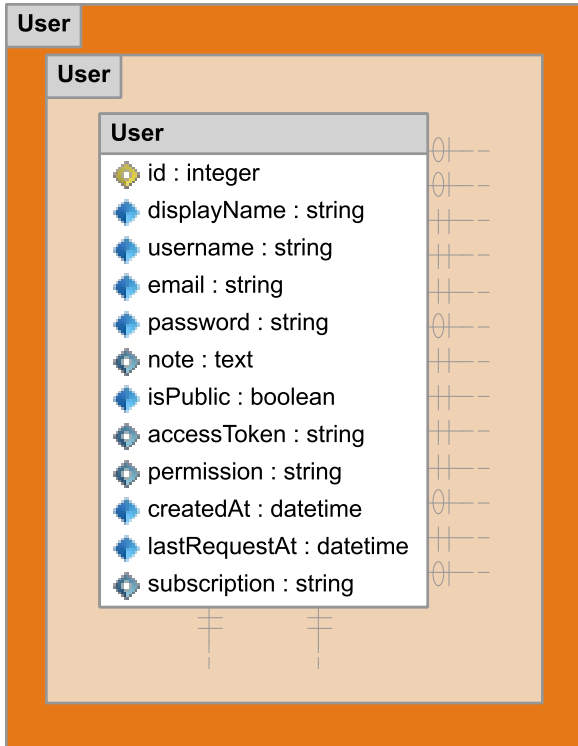 User
User
User
id : integer
displayName : string
username : string
email : string
password : string
note : text
isPublic : boolean
accessToken : string
permission : string
createdAt : datetime
lastRequestAt : datetime
subscription : string